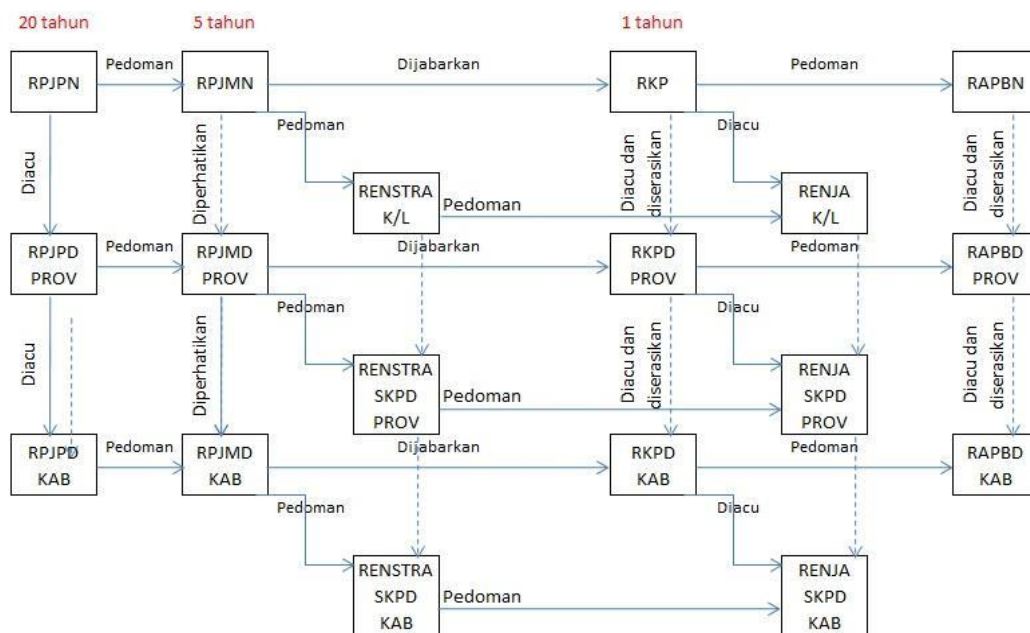 20 tahun
5 tahun
1 tahun
RPJPN
Pedoman
RPJMN
Dijabarkan
RKP
Pedoman
RAPBN
Diacu
Diperhatikan
Pedoman
Diacu dan
diserasikan
Diacu
Diacu dan
diserasikan
RENSTRA
K/L
Pedoman
RENJA
K/L
RPJPD
PROV
Pedoman
RPJMD
PROV
Dijabarkan
RKPD
PROV
Pedoman
RAPBD
PROV
Diacu
Diperhatikan
Pedoman
Diacu dan
diserasikan
Diacu
Diacu dan
diserasikan
RENSTRA
SKPD
PROV
Pedoman
RENJA
SKPD
PROV
RPJPD
KAB
Pedoman
RPJMD
KAB
Dijabarkan
RKPD
KAB
Pedoman
RAPBD
KAB
Pedoman
Diacu
RENSTRA
SKPD
KAB
Pedoman
RENJA
SKPD
KAB